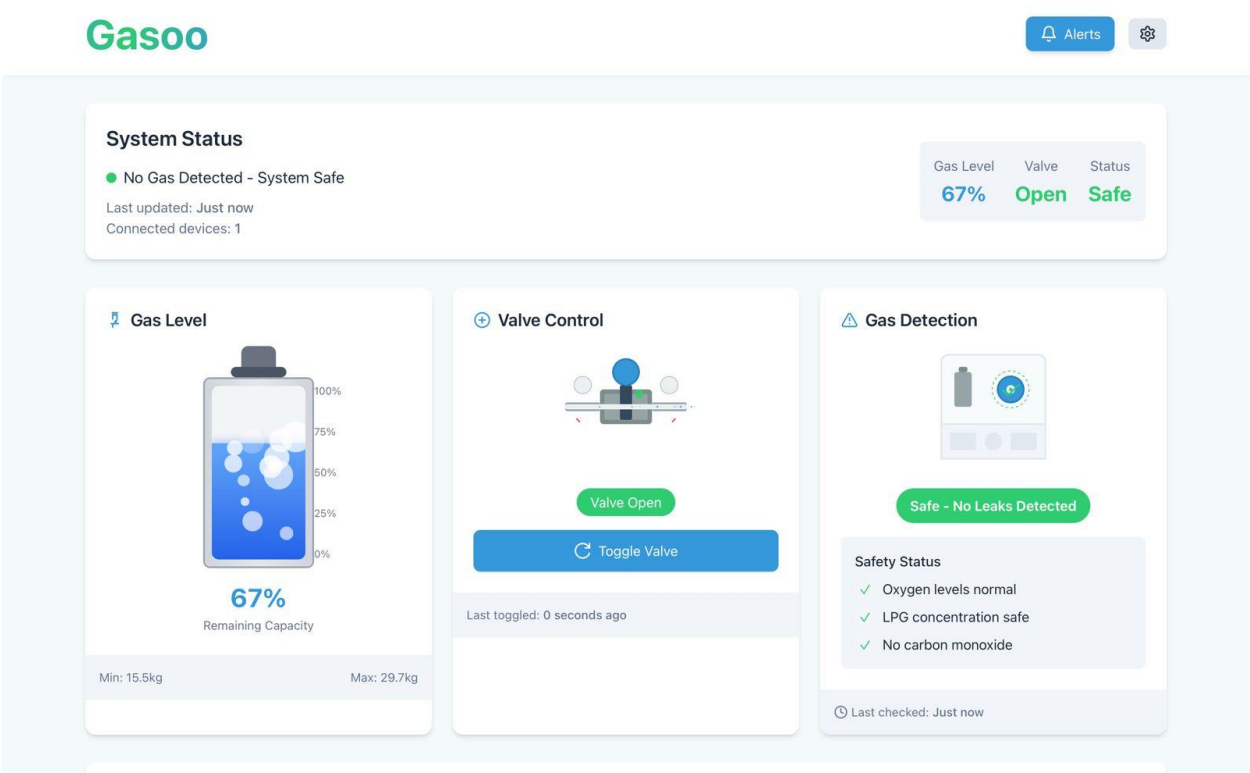 Gasoo
Alerts
System Status
No Gas Detected - System Safe
Last updated: Just now
Connected devices: 1
Gas Level Valve Status
67% Open Safe
Gas Level
100%
75%
50%
25%
0%
67%
Remaining Capacity
Min: 15.5kg Max: 29.7kg
Valve Control
Valve Open
Toggle Valve
Last toggled: 0 seconds ago
Gas Detection
Safe - No Leaks Detected
Safety Status
Oxygen levels normal
LPG concentration safe
No carbon monoxide
Last checked: Just now